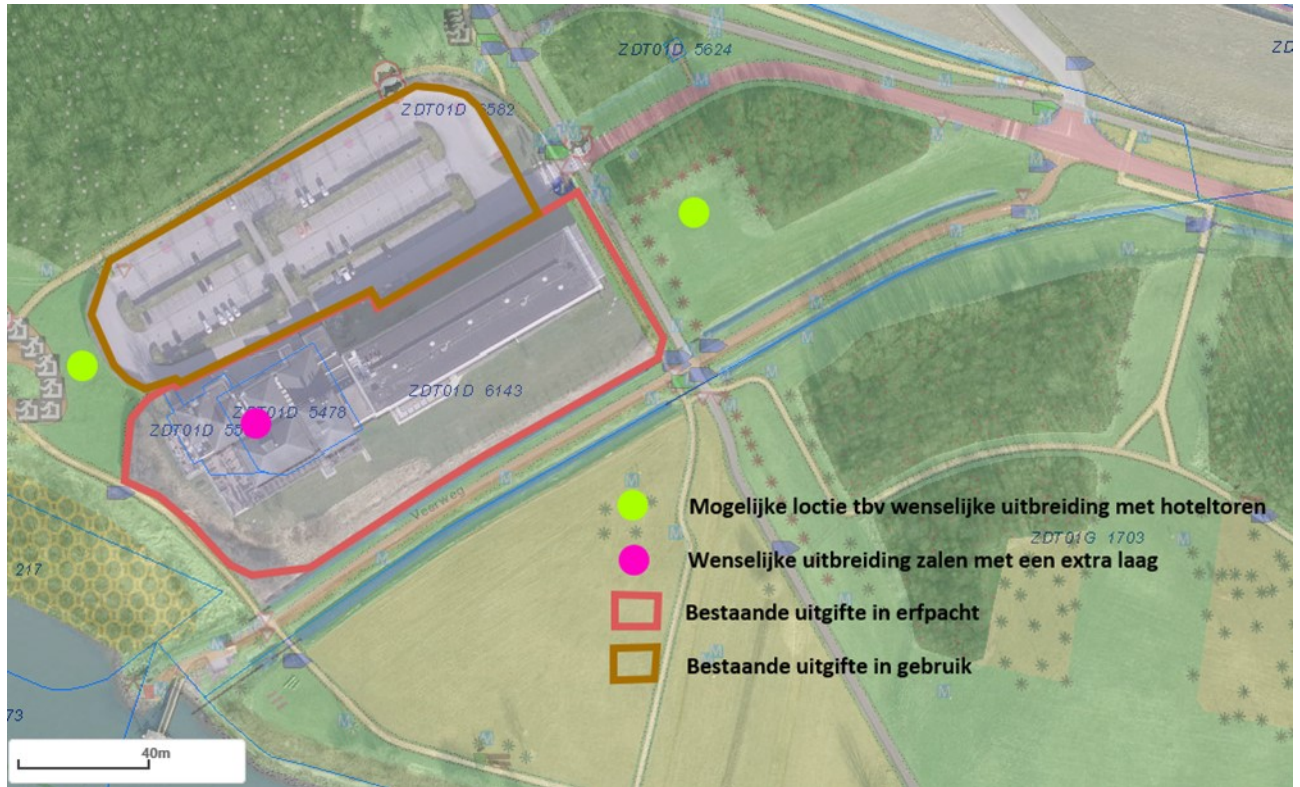 ZDT01D 5624
ZD
ZDT01D 6582
ZDT01D 6143
ZDT01D 5478
ZDT01D 55
Veerweg
Mogelijke loctie tbv wenselijke uitbreiding met hoteltoren
ZDT01G 1703
Wenselijke uitbreiding zalen met een extra laag
217
Bestaande uitgifte in erfpacht
Bestaande uitgifte in gebruik
73
40m